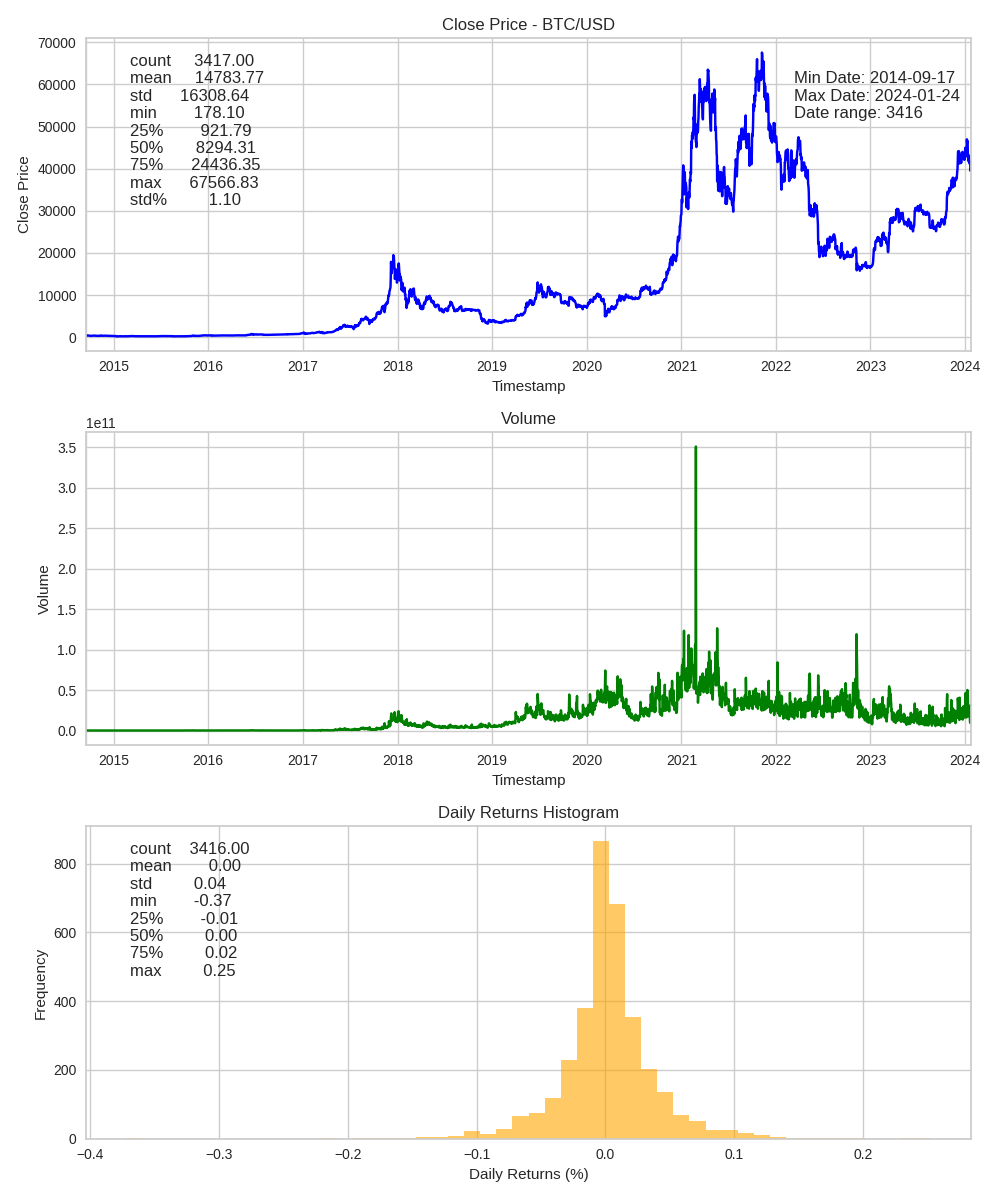 Close Price - BTC/USD
70000
60000
50000
40000
30000
20000
10000
0
Close Price
count 3417.00
mean 14783.77
std 16308.64
min 178.10
25% 921.79
50% 8294.31
75% 24436.35
max 67566.83
std% 1.10
Min Date: 2014-09-17
Max Date: 2024-01-24
Date range: 3416
2015 2016 2017 2018 2019 2020 2021 2022 2023 2024
Timestamp
Volume
1e11
3.5
3.0
2.5
2.0
1.5
1.0
0.5
0.0
Volume
2015 2016 2017 2018 2019 2020 2021 2022 2023 2024
Timestamp
Daily Returns Histogram
800
600
400
200
0
Frequency
count 3416.00
mean 0.00
std 0.04
min -0.37
25% -0.01
50% 0.00
75% 0.02
max 0.25
−0.4 −0.3 −0.2 −0.1 0.0 0.1 0.2
Daily Returns (%)